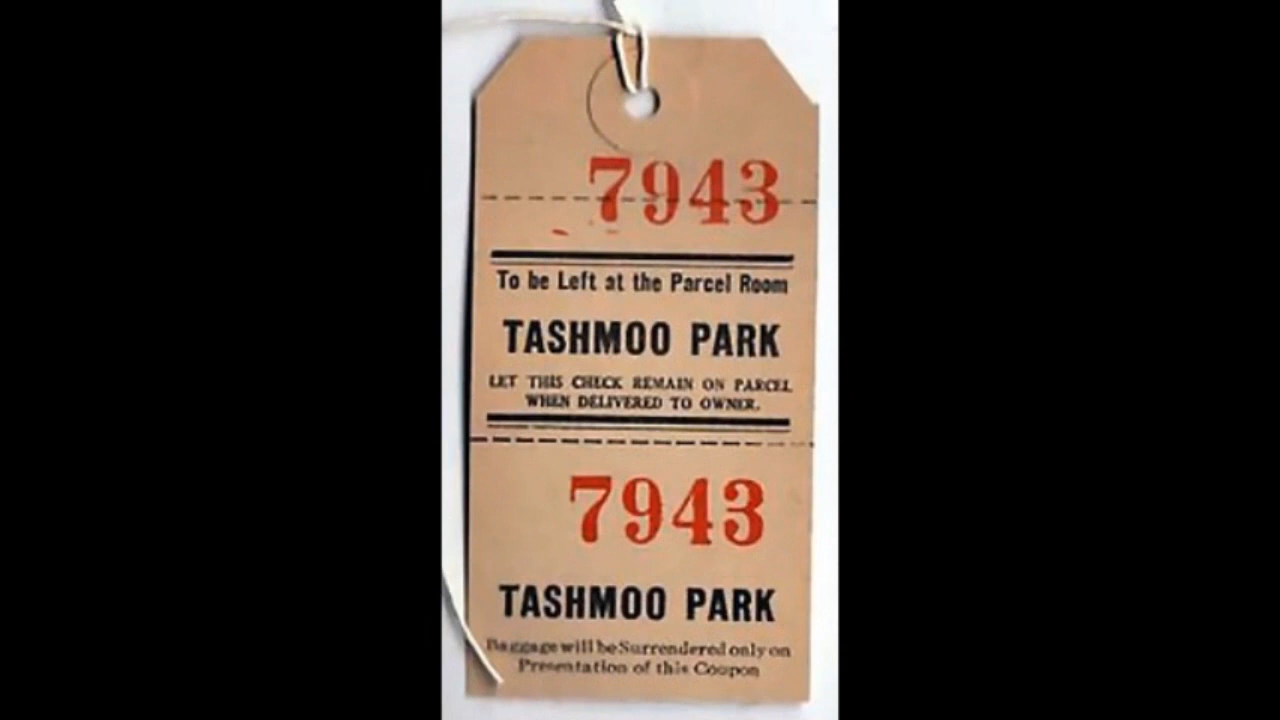 7943
To be Left at the Parcel Room
TASHMOO PARK
LET THIS CHECK REMAIN ON PARCEL
WHEN DELIVERED TO OWNER.
7943
TASHMOO PARK
Baggage will be Surrendered only on
Presentation of this Coupon